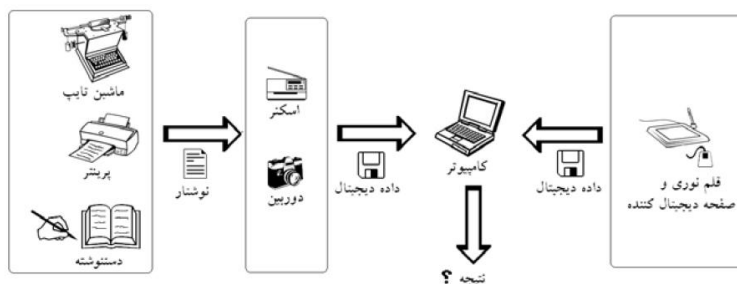 ماشین تایپ
پرینتر
دستنوشته
نوشتار
اسکنر
دوربین
داده دیجیتال
کامپیوتر
نتیجه ؟
داده دیجیتال
قلم نوری و
صفحه دیجیتال کننده